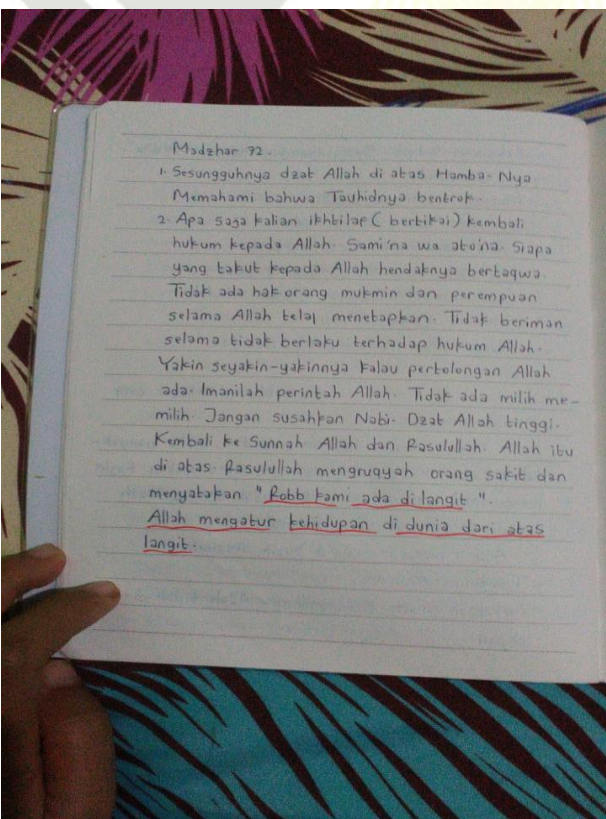 Madzhar 72.
1. Sesungguhnya dzat Allah di atas Hamba-Nya
Memahami bahwa Tauhidnya bentrok.
2. Apa saja kalian ikhtilap (bertikai) kembali
hukum kepada Allah. Sami'na wa ato'na. Siapa
yang takut kepada Allah hendaknya bertaqwa.
Tidak ada hak orang mukmin dan perempuan
selama Allah telaj menetapkan. Tidak beriman
selama tidak berlaku terhadap hukum Allah.
Yakin seyakin-yakinnya kalau pertolongan Allah
ada. Imanilah perintah Allah. Tidak ada milih me-
milih. Jangan susahkan Nabi. Dzat Allah tinggi.
Kembali ke Sunnah Allah dan Rasulullah. Allah itu
di atas. Rasulullah mengruqyah orang sakit dan
menyatakan "Robb kami ada di langit".
Allah mengatur kehidupan di dunia dari atas
langit.